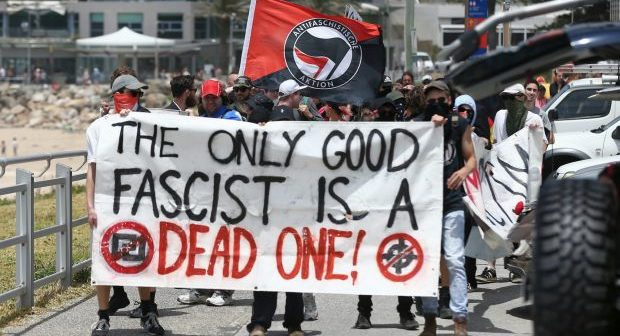 ANTIFASCHISTISCHE
AKTION
THE ONLY GOOD
FASCIST IS A
DEAD ONE!